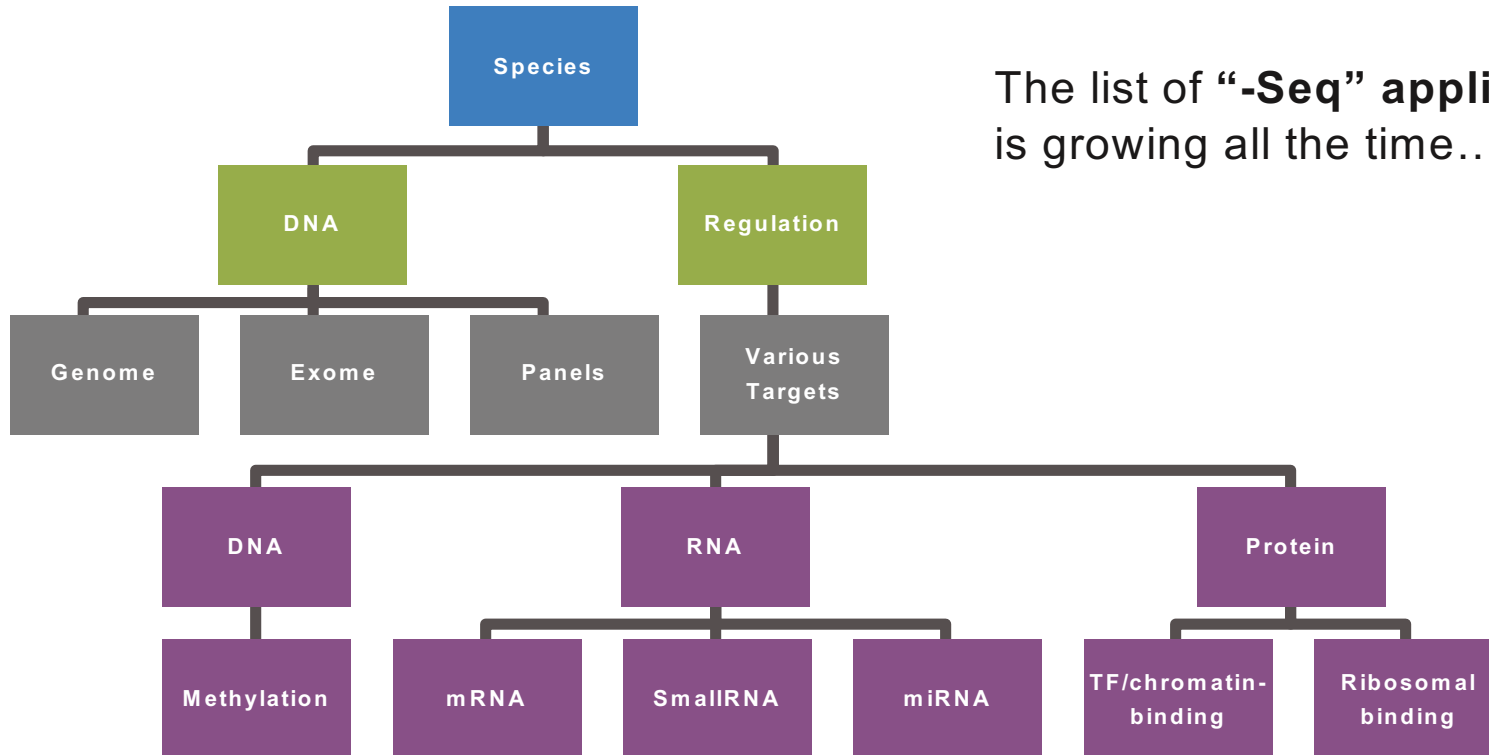 Species
The list of “-Seq” appli
is growing all the time..
DNA
Regulation
Genome
Exome
Panels
Various
Targets
DNA
RNA
Protein
Methylation
mRNA
SmallRNA
miRNA
TF/chromatin-
binding
Ribosomal
binding